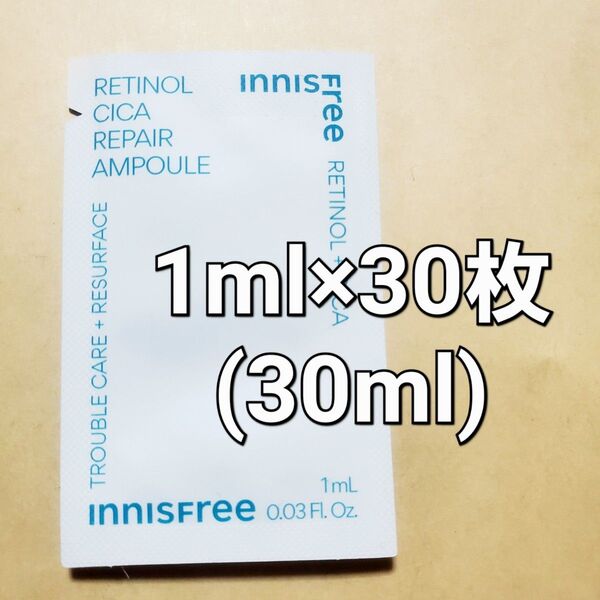 RETINOL
CICA
REPAIR
AMPOULE
INNISFree
RETINOL +
CA
TROUBLE CARE + RESURFACE
1ml×30枚
(30ml)
1mL
INNISFree 0.03 Fl. Oz.